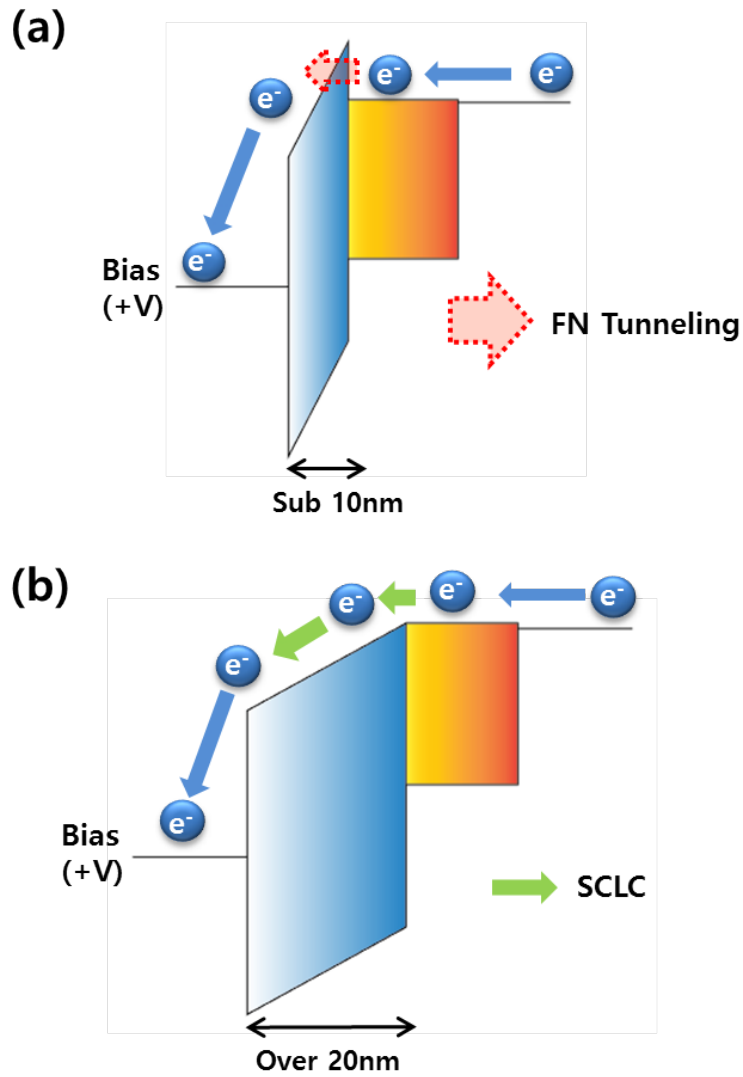 (a)
e-
e-
e-
e-
Bias
(+V)
FN Tunneling
Sub 10nm
(b)
e-
e-
e-
e-
e-
Bias
(+V)
SCLC
Over 20nm